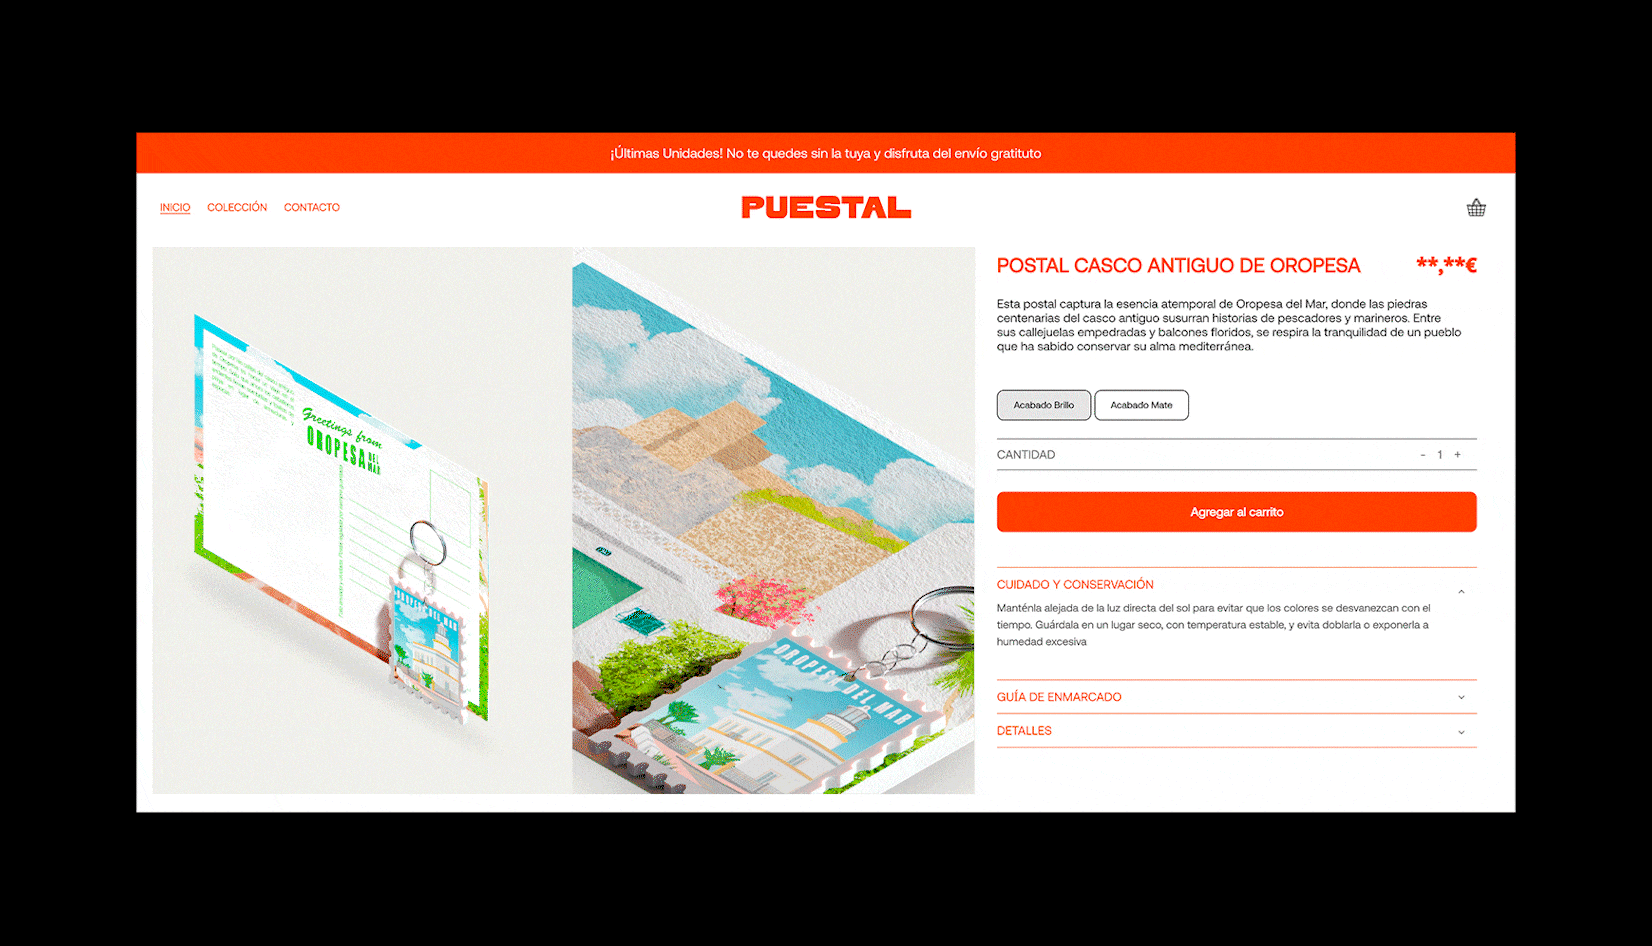 ¡Últimas Unidades! No te quedes sin la tuya y disfruta del envío gratituto
INICIO
COLECCIÓN
CONTACTO
PUESTAL
Greetings from
OROPESA
DEL
MAR
OROPESA DEL MAR
OROPESA DEL MAR
POSTAL CASCO ANTIGUO DE OROPESA
**,**€
Esta postal captura la esencia atemporal de Oropesa del Mar, donde las piedras
centenarias del casco antiguo susurran historias de pescadores y marineros. Entre
sus callejuelas empedradas y balcones floridos, se respira la tranquilidad de un pueblo
que ha sabido conservar su alma mediterránea.
Acabado Brillo
Acabado Mate
CANTIDAD
- 1 +
Agregar al carrito
CUIDADO Y CONSERVACIÓN
Manténla alejada de la luz directa del sol para evitar que los colores se desvanezcan con el
tiempo. Guárdala en un lugar seco, con temperatura estable, y evita doblarla o exponerla a
humedad excesiva
GUÍA DE ENMARCADO
DETALLES